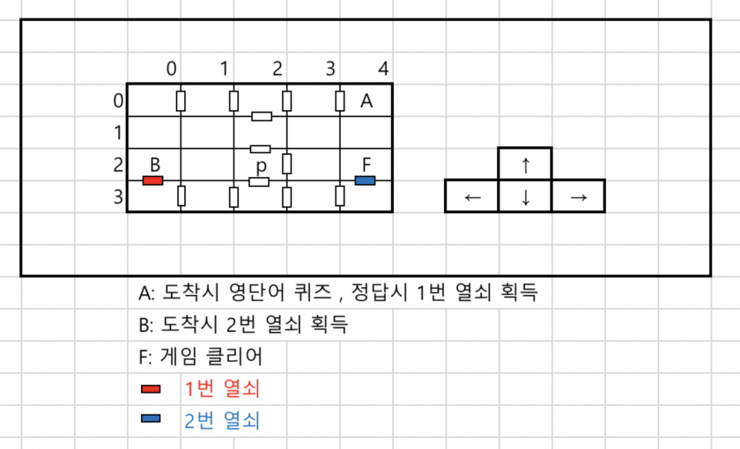 0 1 2 3 4
0 A
1
2 B p F ↑
3 ← ↓ →
A: 도착시 영단어 퀴즈 , 정답시 1번 열쇠 획득
B: 도착시 2번 열쇠 획득
F: 게임 클리어
1번 열쇠
2번 열쇠